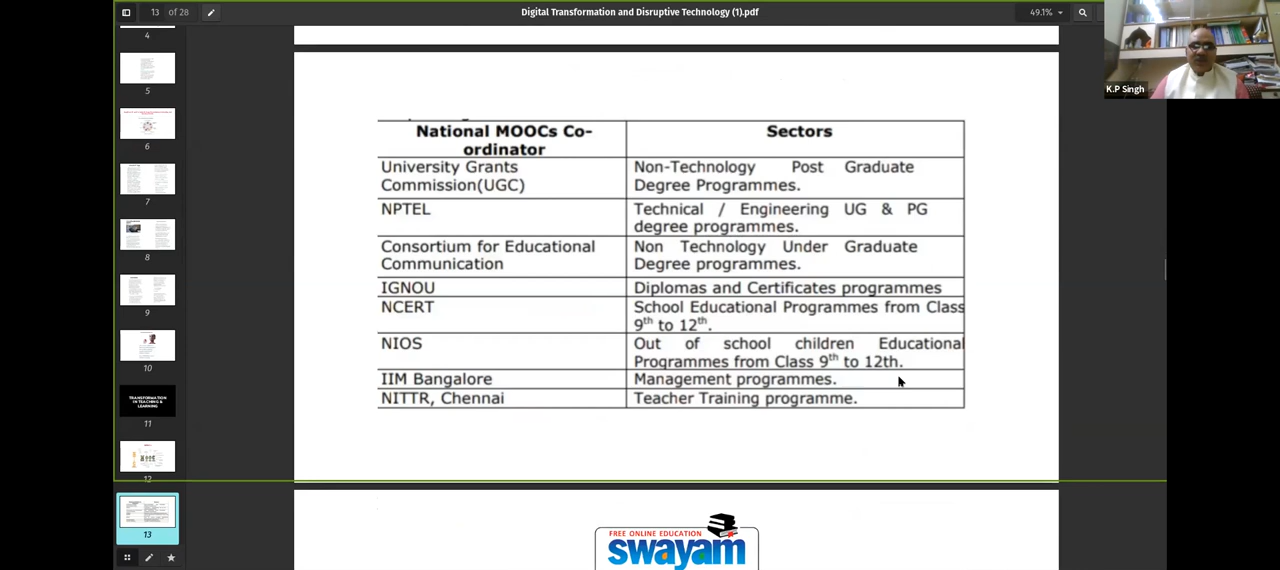 13 of 28
Digital Transformation and Disruptive Technology (1).pdf
49.1%
K.P Singh
4
5
6
7
8
9
10
TRANSFORMATION
IN TEACHING &
LEARNING
11
12
13
National MOOCs Co-
ordinator
Sectors
University Grants
Commission(UGC)
Non-Technology Post Graduate
Degree Programmes.
NPTEL
Technical / Engineering UG & PG
degree programmes.
Consortium for Educational
Communication
Non Technology Under Graduate
Degree programmes.
IGNOU
Diplomas and Certificates programmes
NCERT
School Educational Programmes from Class
9th to 12th.
NIOS
Out of school children Educational
Programmes from Class 9th to 12th.
IIM Bangalore
Management programmes.
NITTR, Chennai
Teacher Training programme.
FREE ONLINE EDUCATION
swayam